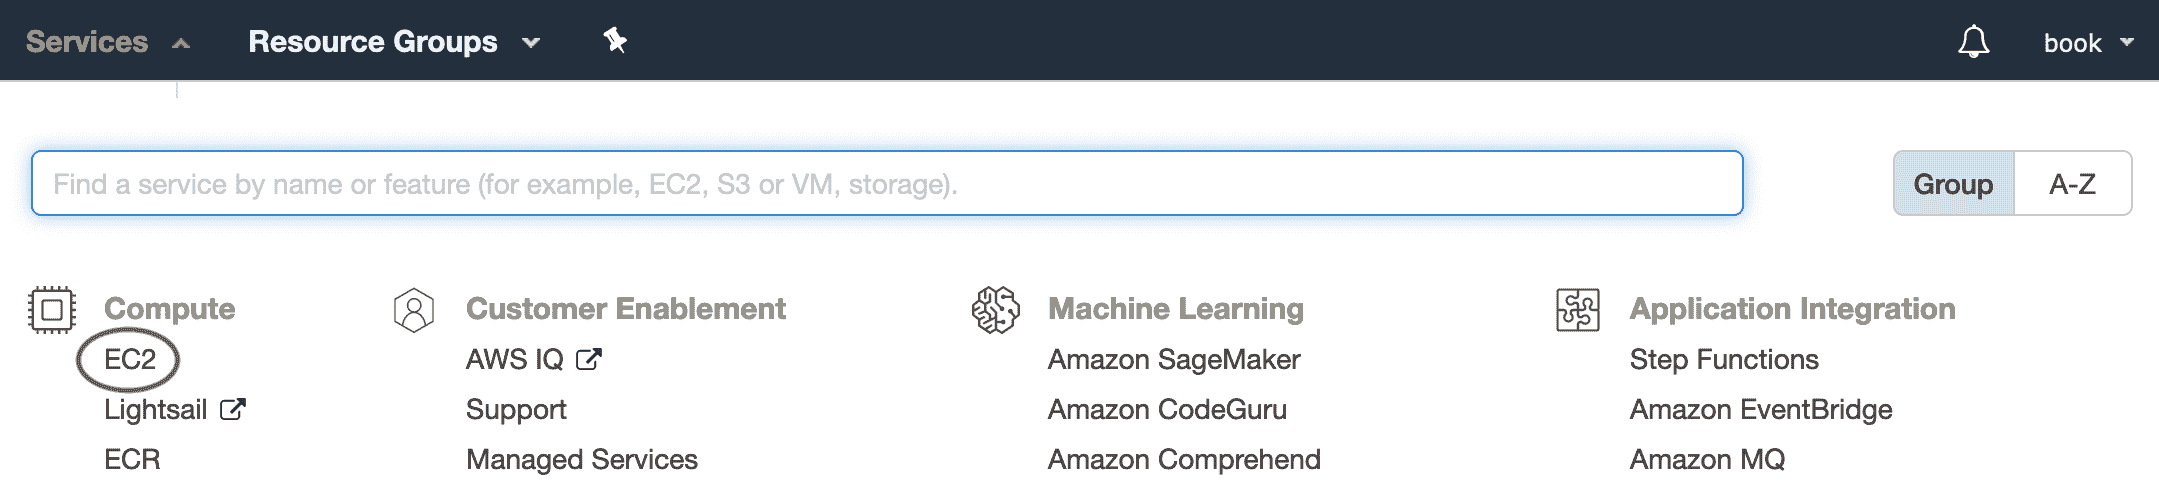 Services Resource Groups book
Find a service by name or feature (for example, EC2, S3 or VM, storage).
Group A-Z
Compute
EC2
Lightsail
ECR
Customer Enablement
AWS IQ
Support
Managed Services
Machine Learning
Amazon SageMaker
Amazon CodeGuru
Amazon Comprehend
Application Integration
Step Functions
Amazon EventBridge
Amazon MQ